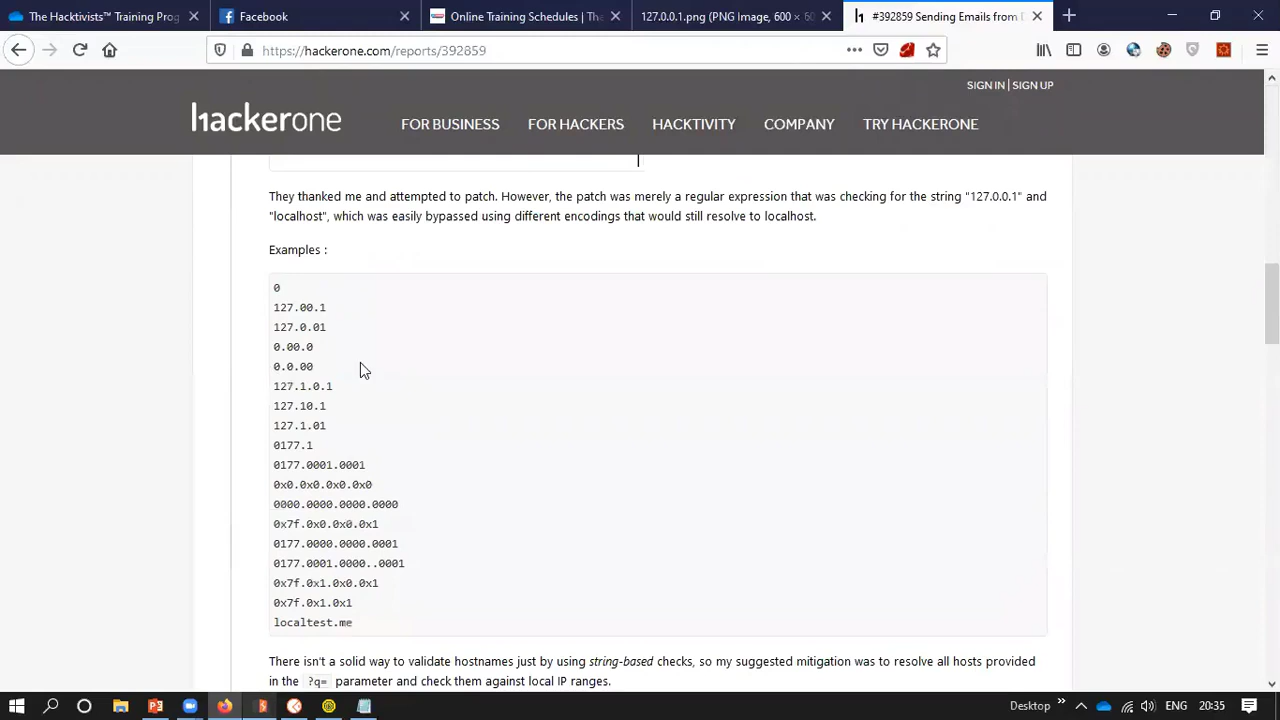 The Hacktivists™ Training Prog
Facebook
Online Training Schedules | The
127.0.0.1.png (PNG Image, 600 × 60
#392859 Sending Emails from D
https://hackerone.com/reports/392859
SIGN IN | SIGN UP
hackerone
FOR BUSINESS
FOR HACKERS
HACKTIVITY
COMPANY
TRY HACKERONE
They thanked me and attempted to patch. However, the patch was merely a regular expression that was checking for the string "127.0.0.1" and
"localhost", which was easily bypassed using different encodings that would still resolve to localhost.
Examples :
0
127.00.1
127.0.01
0.00.0
0.0.00
127.1.0.1
127.10.1
127.1.01
0177.1
0177.0001.0001
0x0.0x0.0x0.0x0
0000.0000.0000.0000
0x7f.0x0.0x0.0x1
0177.0000.0000.0001
0177.0001.0000..0001
0x7f.0x1.0x0.0x1
0x7f.0x1.0x1
localtest.me
There isn't a solid way to validate hostnames just by using string-based checks, so my suggested mitigation was to resolve all hosts provided
in the ?q= parameter and check them against local IP ranges.
Desktop
ENG
20:35